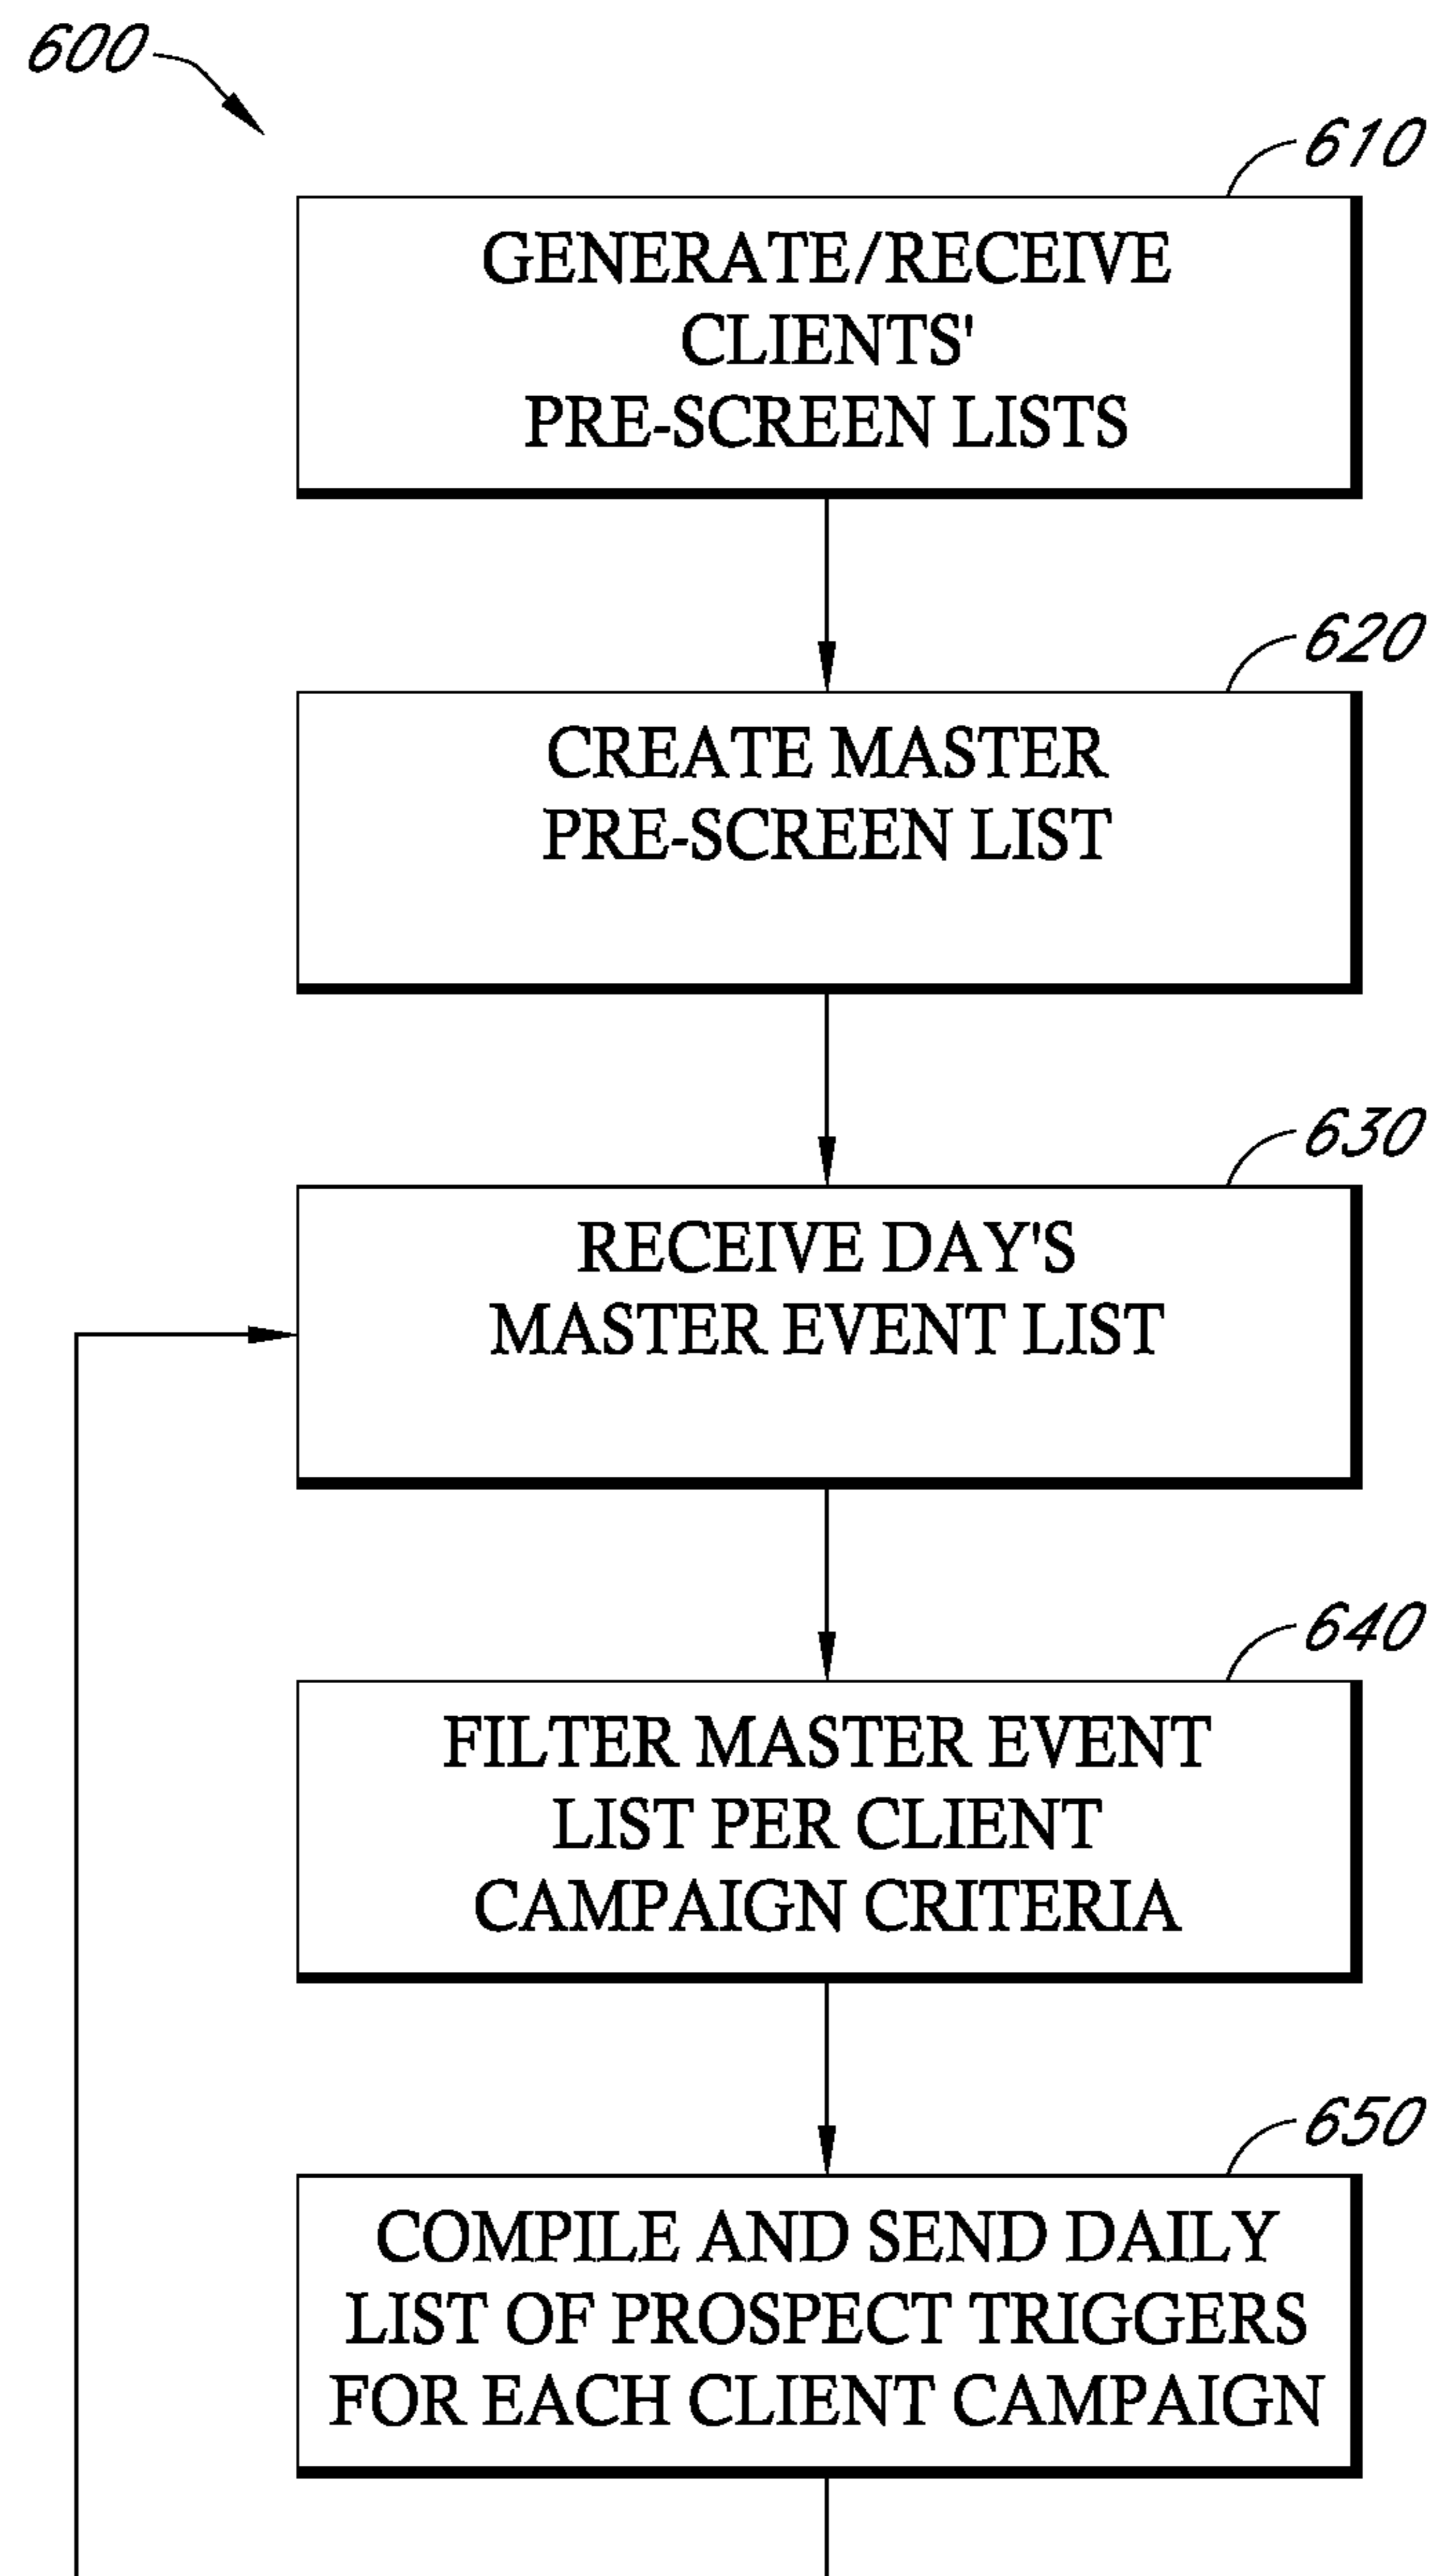 600
610
GENERATE/RECEIVE
CLIENTS'
PRE-SCREEN LISTS
620
CREATE MASTER
PRE-SCREEN LIST
630
RECEIVE DAY'S
MASTER EVENT LIST
640
FILTER MASTER EVENT
LIST PER CLIENT
CAMPAIGN CRITERIA
650
COMPILE AND SEND DAILY
LIST OF PROSPECT TRIGGERS
FOR EACH CLIENT CAMPAIGN